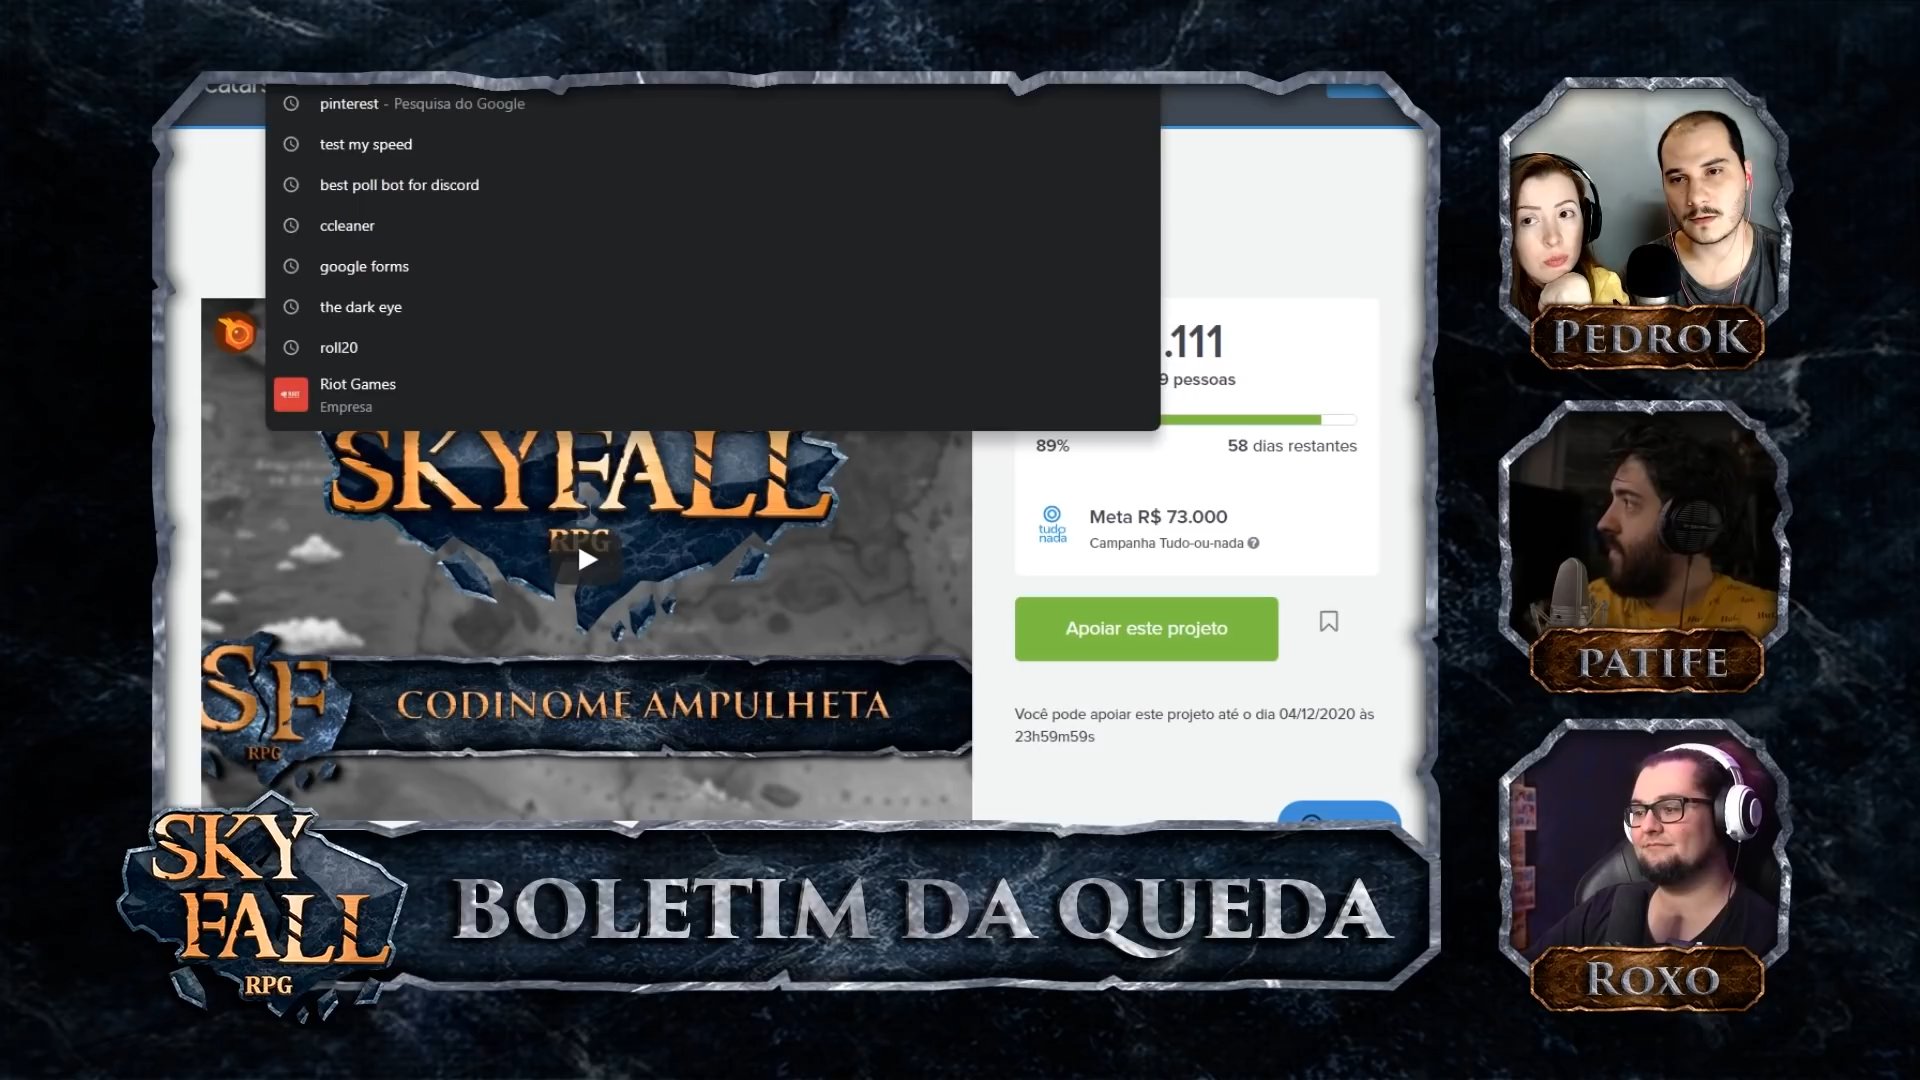 pinterest - Pesquisa do Google
test my speed
best poll bot for discord
ccleaner
google forms
the dark eye
roll20
Riot Games
Empresa
.111
9 pessoas
89%
58 dias restantes
tudo
nada
Meta R$ 73.000
Campanha Tudo-ou-nada
Apoiar este projeto
Você pode apoiar este projeto até o dia 04/12/2020 às
23h59m59s
SKYFALL
RPG
SF
RPG
CODINOME AMPULHETA
SKY
FALL
RPG
BOLETIM DA QUEDA
PEDROK
PATIFE
ROXO